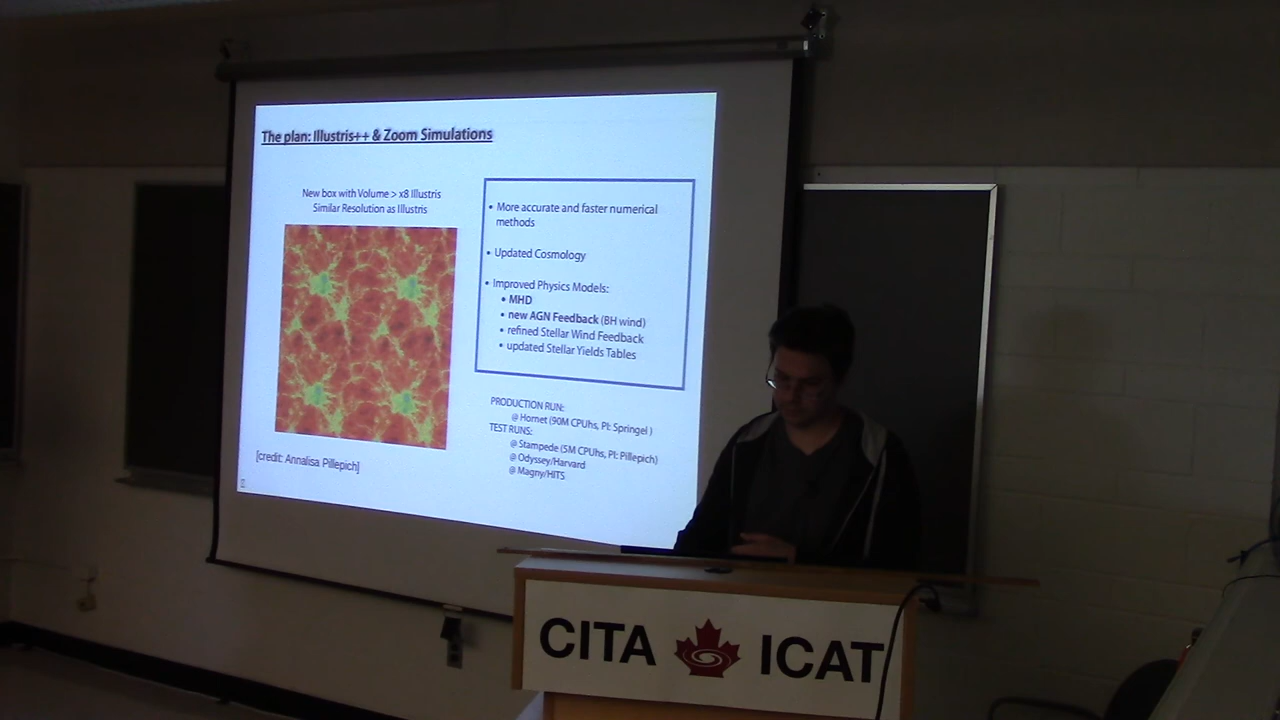 The plan: Illustris++ & Zoom Simulations
New box with Volume > x8 Illustris
Similar Resolution as Illustris
• More accurate and faster numerical
methods
• Updated Cosmology
• Improved Physics Models:
• MHD
• new AGN Feedback (BH wind)
• refined Stellar Wind Feedback
• updated Stellar Yields Tables
PRODUCTION RUN:
@ Hornet (90M CPUhs, PI: Springel )
TEST RUNS:
@ Stampede (5M CPUhs, PI: Pillepich)
@ Odyssey/Harvard
@ Magny/HITS
[credit: Annalisa Pillepich]
CITA ICAT